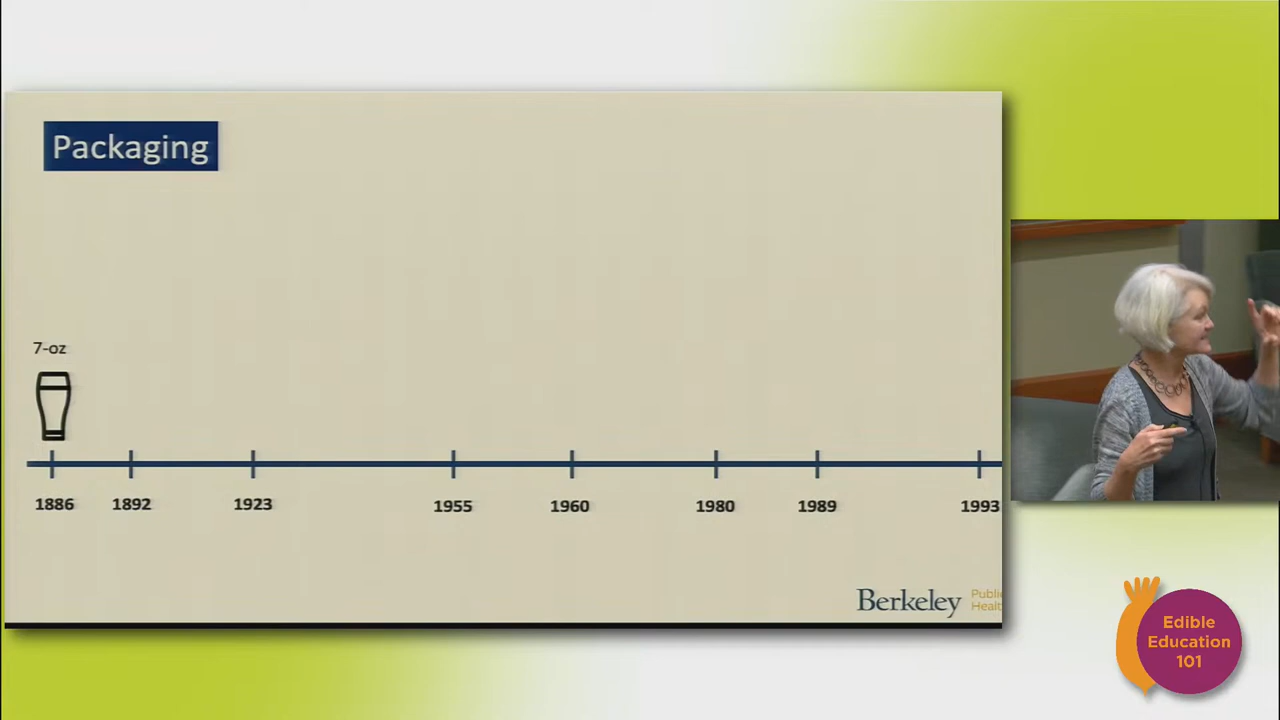 Packaging
7-oz
1886 1892 1923 1955 1960 1980 1989 1993
Berkeley
Edible
Education
101